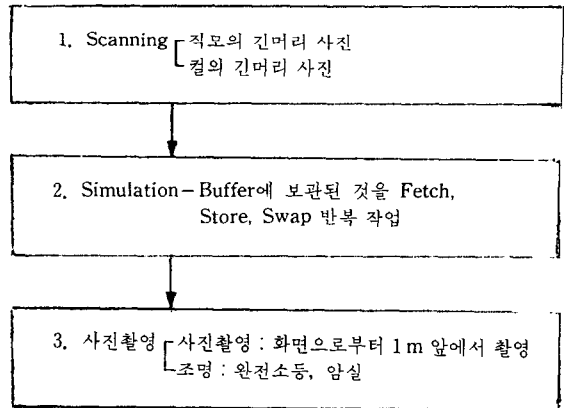 1. Scanning 직모의 긴머리 사진
컬의 긴머리 사진
2. Simulation-Buffer에 보관된 것을 Fetch,
Store, Swap 반복 작업
3. 사진촬영 사진촬영 : 화면으로부터 1m 앞에서 촬영
조명 : 완전소등, 암실